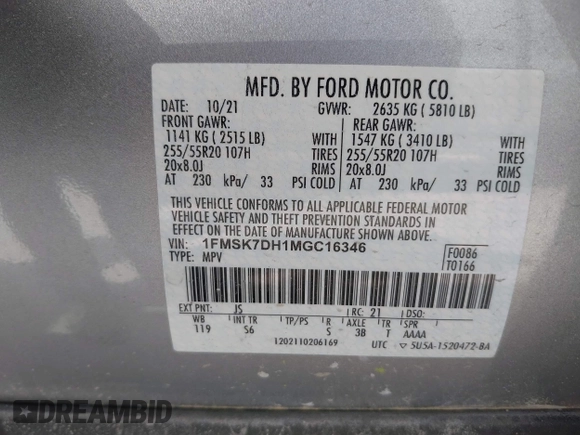 MFD. BY FORD MOTOR CO.
DATE: 10/21 GVWR: 2635 KG ( 5810 LB)
FRONT GAWR: REAR GAWR:
1141 KG ( 2515 LB) WITH 1547 KG ( 3410 LB) WITH
255/55R20 107H TIRES 255/55R20 107H TIRES
20x8.0J RIMS 20x8.0J RIMS
AT 230 kPa/ 33 PSI COLD AT 230 kPa/ 33 PSI COLD
THIS VEHICLE CONFORMS TO ALL APPLICABLE FEDERAL MOTOR
VEHICLE SAFETY AND THEFT PREVENTION STANDARDS IN
EFFECT ON THE DATE OF MANUFACTURE SHOWN ABOVE.
VIN: 1FMSK7DH1MGC16346 F0086
TYPE: MPV T0166
EXT PNT: JS RC: 21 DSO:
WB INT TR TP/PS R AXLE TR SPR
119 S6 S 3B T AAAA
1202110206169 UTC ▽ 5U5A-1520472-BA
DREAMBID